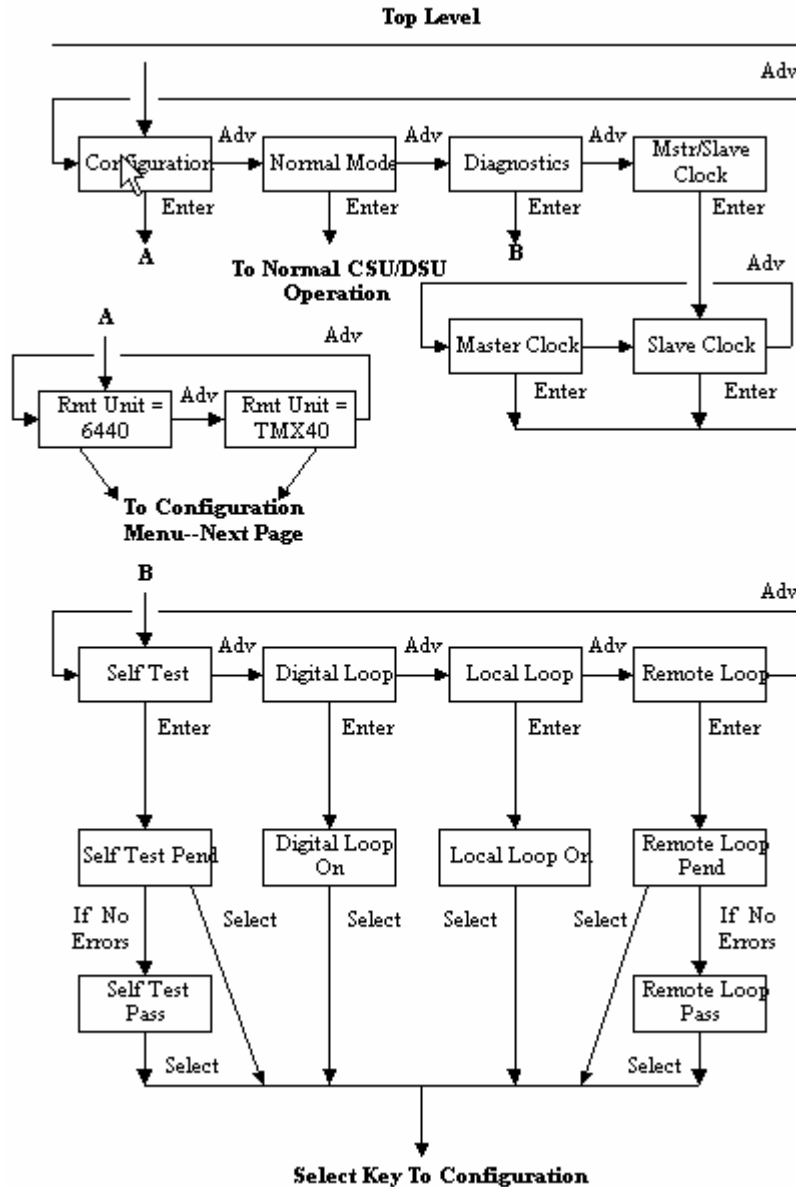 Top Level
Adv
Adv
Adv
Adv
Configuration
Normal Mode
Diagnostics
Mstr/Slave
Clock
Enter
Enter
Enter
Enter
A
To Normal CSU/DSU
Operation
B
Adv
Master Clock
Slave Clock
Enter
Enter
A
Adv
Adv
Rmt Unit =
6440
Rmt Unit =
TMX40
To Configuration
Menu--Next Page
B
Adv
Adv
Adv
Adv
Self Test
Digital Loop
Local Loop
Remote Loop
Enter
Enter
Enter
Enter
Self Test Pend
Digital Loop
On
Local Loop On
Remote Loop
Pend
If No
Errors
Select
Select
Select
Select
If No
Errors
Self Test
Pass
Remote Loop
Pass
Select
Select
Select Key To Configuration